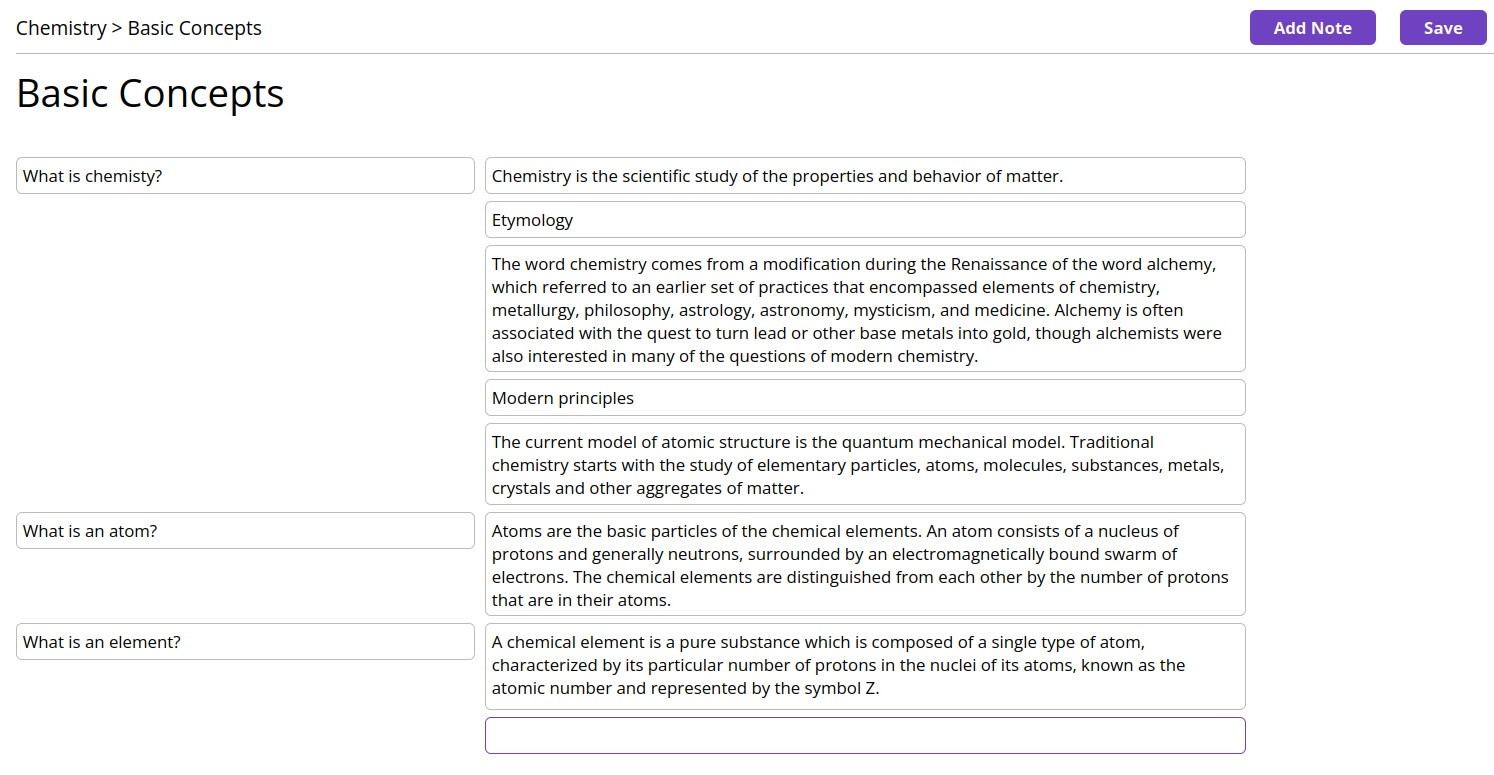 Chemistry > Basic Concepts
Add Note
Save
Basic Concepts
What is chemisty?
Chemistry is the scientific study of the properties and behavior of matter.
Etymology
The word chemistry comes from a modification during the Renaissance of the word alchemy,
which referred to an earlier set of practices that encompassed elements of chemistry,
metallurgy, philosophy, astrology, astronomy, mysticism, and medicine. Alchemy is often
associated with the quest to turn lead or other base metals into gold, though alchemists were
also interested in many of the questions of modern chemistry.
Modern principles
The current model of atomic structure is the quantum mechanical model. Traditional
chemistry starts with the study of elementary particles, atoms, molecules, substances, metals,
crystals and other aggregates of matter.
What is an atom?
Atoms are the basic particles of the chemical elements. An atom consists of a nucleus of
protons and generally neutrons, surrounded by an electromagnetically bound swarm of
electrons. The chemical elements are distinguished from each other by the number of protons
that are in their atoms.
What is an element?
A chemical element is a pure substance which is composed of a single type of atom,
characterized by its particular number of protons in the nuclei of its atoms, known as the
atomic number and represented by the symbol Z.